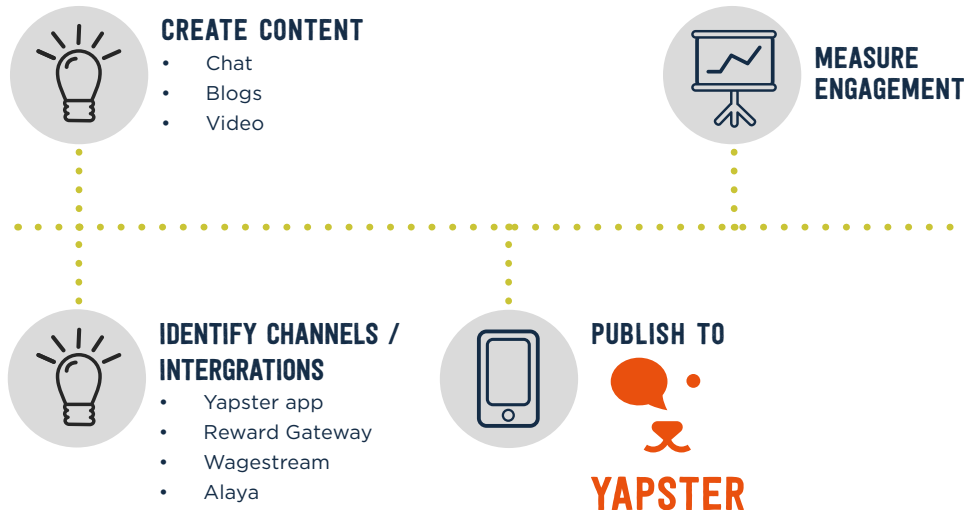 CREATE CONTENT
• Chat
• Blogs
• Video
MEASURE
ENGAGEMENT
IDENTIFY CHANNELS /
INTERGRATIONS
• Yapster app
• Reward Gateway
• Wagestream
• Alaya
PUBLISH TO
YAPSTER